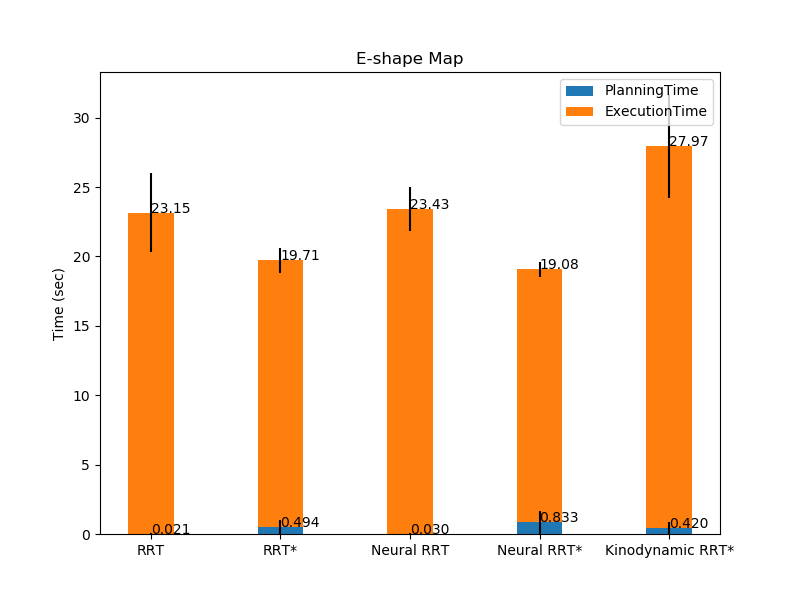 E-shape Map
PlanningTime
ExecutionTime
Time (sec)
30
25
20
15
10
5
0
23.15
19.71
23.43
19.08
27.97
0.021
0.494
0.030
0.833
0.420
RRT
RRT*
Neural RRT
Neural RRT*
Kinodynamic RRT*